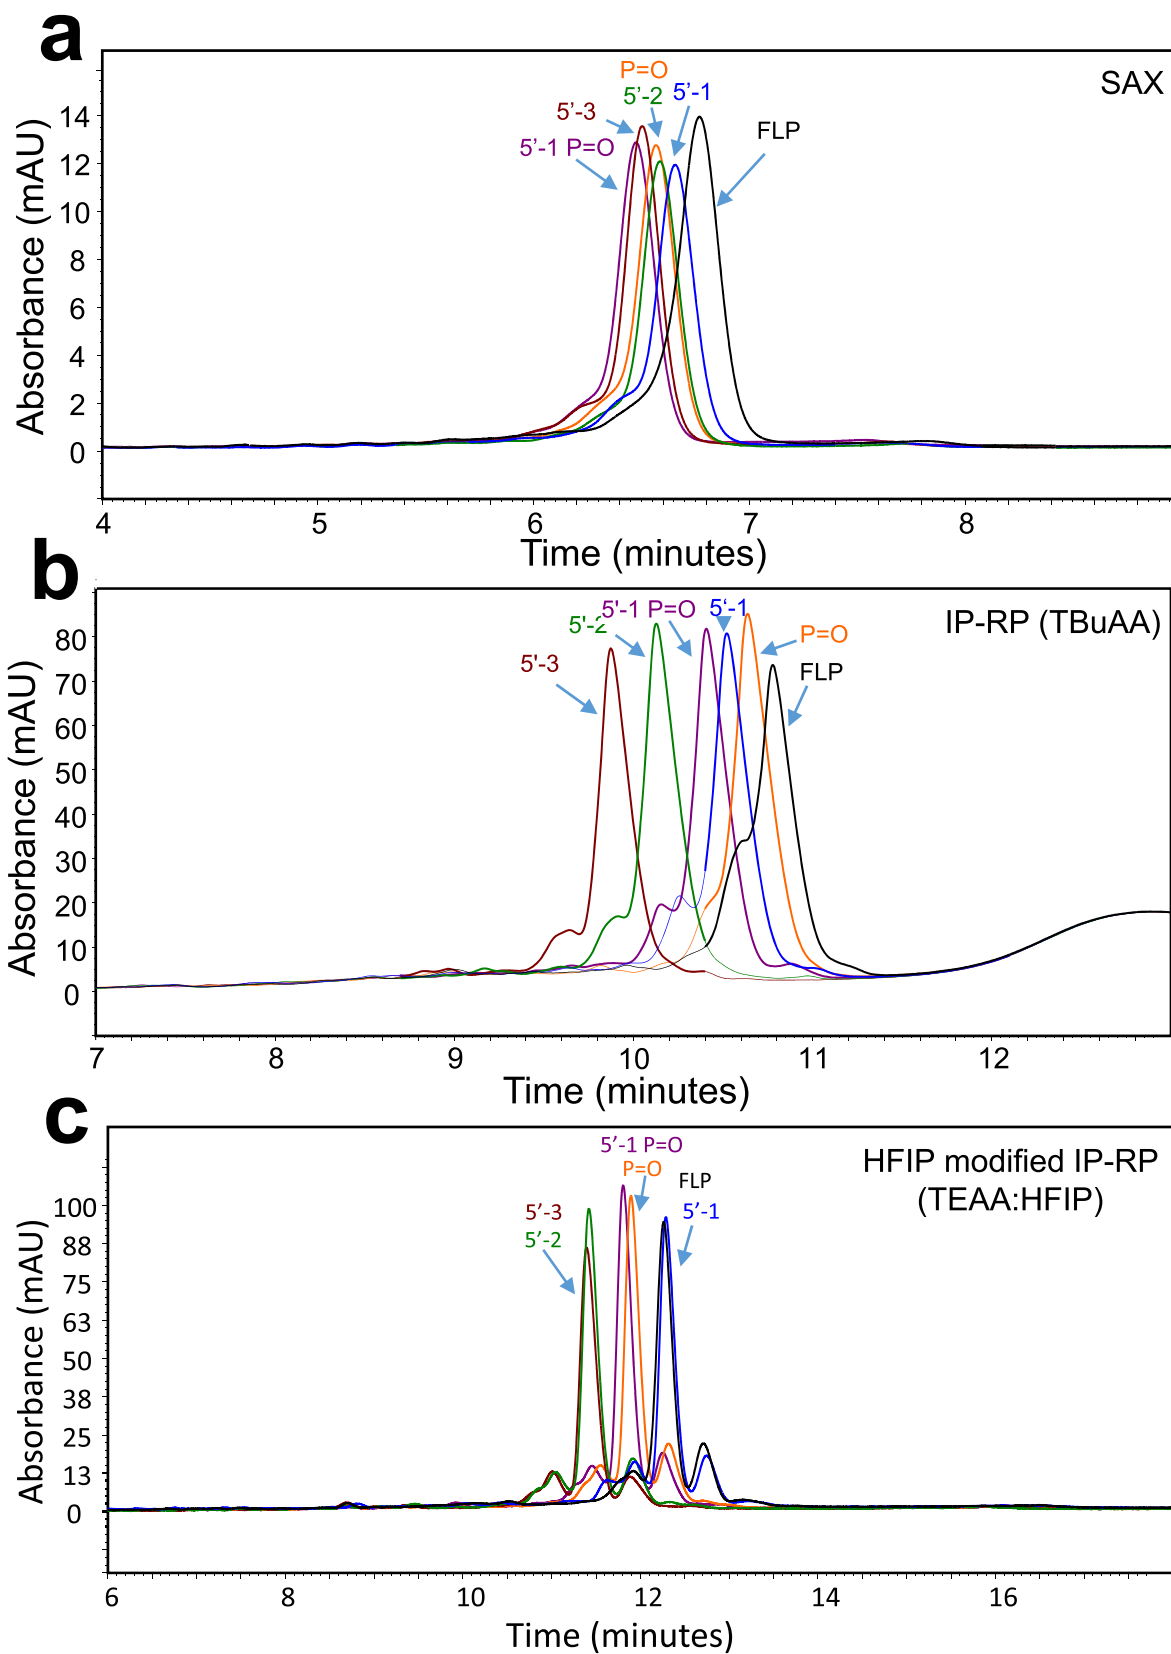 a
SAX
P=O
5’-2
5’-1
5’-3
5’-1 P=O
FLP
Absorbance (mAU)
14
12
10
8
6
4
2
0
4 5 6 7 8
Time (minutes)
b
IP-RP (TBuAA)
5'-1 P=O
5‘-1
5'-2
P=O
5'-3
FLP
Absorbance (mAU)
80
70
60
50
40
30
20
10
0
7 8 9 10 11 12
Time (minutes)
c
HFIP modified IP-RP
(TEAA:HFIP)
5’-1 P=O
P=O
FLP
5’-3
5’-1
5’-2
Absorbance (mAU)
100
88
75
63
50
38
25
13
0
6 8 10 12 14 16
Time (minutes)